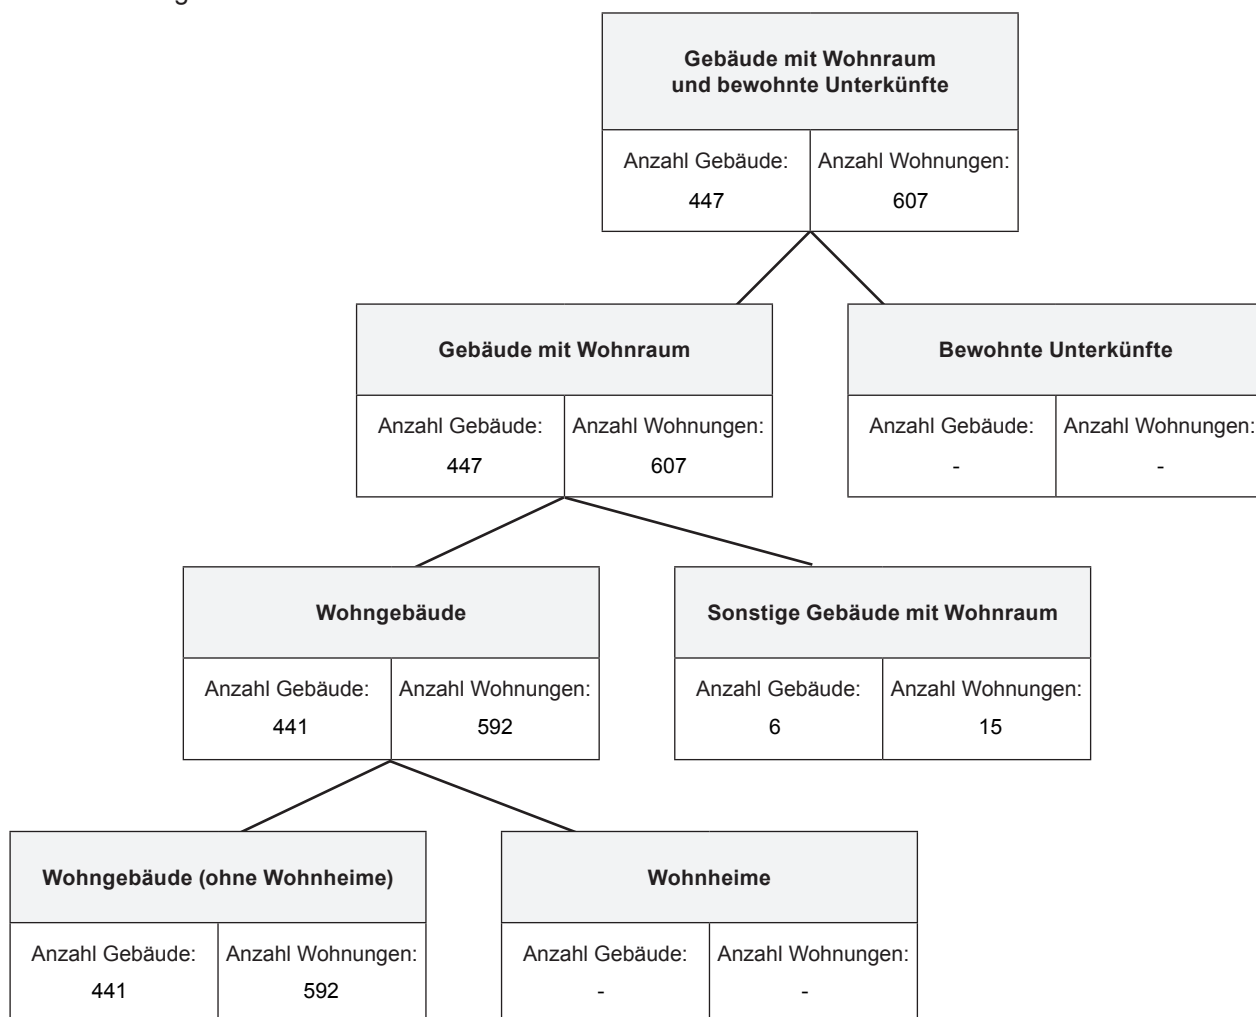 Gebäude mit Wohnraum
und bewohnte Unterkünfte
Anzahl Gebäude: Anzahl Wohnungen:
447 607
Gebäude mit Wohnraum
Anzahl Gebäude: Anzahl Wohnungen:
447 607
Bewohnte Unterkünfte
Anzahl Gebäude: Anzahl Wohnungen:
- -
Wohngebäude
Anzahl Gebäude: Anzahl Wohnungen:
441 592
Sonstige Gebäude mit Wohnraum
Anzahl Gebäude: Anzahl Wohnungen:
6 15
Wohngebäude (ohne Wohnheime)
Anzahl Gebäude: Anzahl Wohnungen:
441 592
Wohnheime
Anzahl Gebäude: Anzahl Wohnungen:
- -